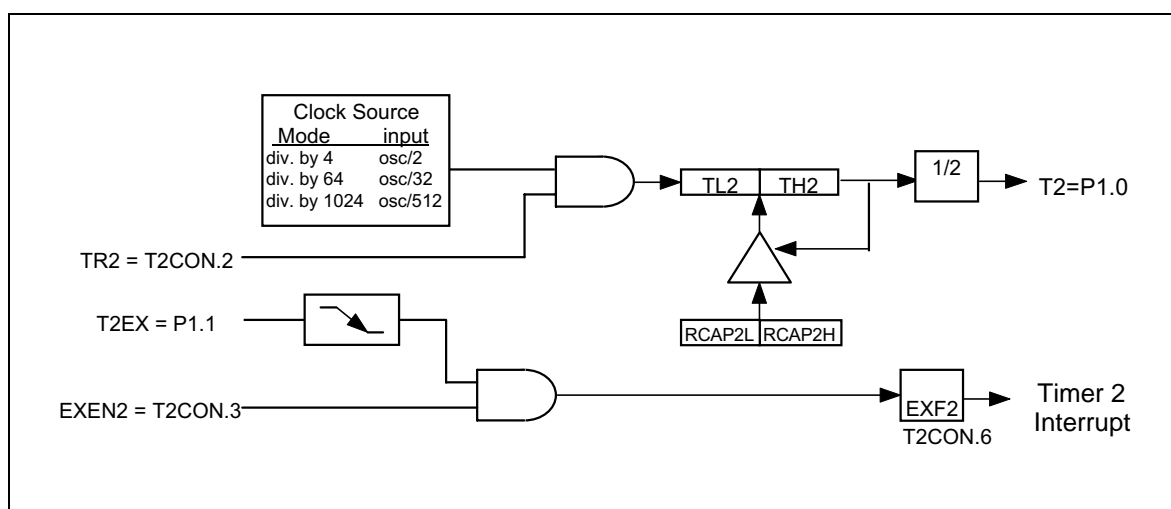 Clock Source
Mode input
div. by 4 osc/2
div. by 64 osc/32
div. by 1024 osc/512
TL2 TH2
1/2
T2=P1.0
TR2 = T2CON.2
T2EX = P1.1
RCAP2L RCAP2H
EXEN2 = T2CON.3
EXF2
T2CON.6
Timer 2
Interrupt